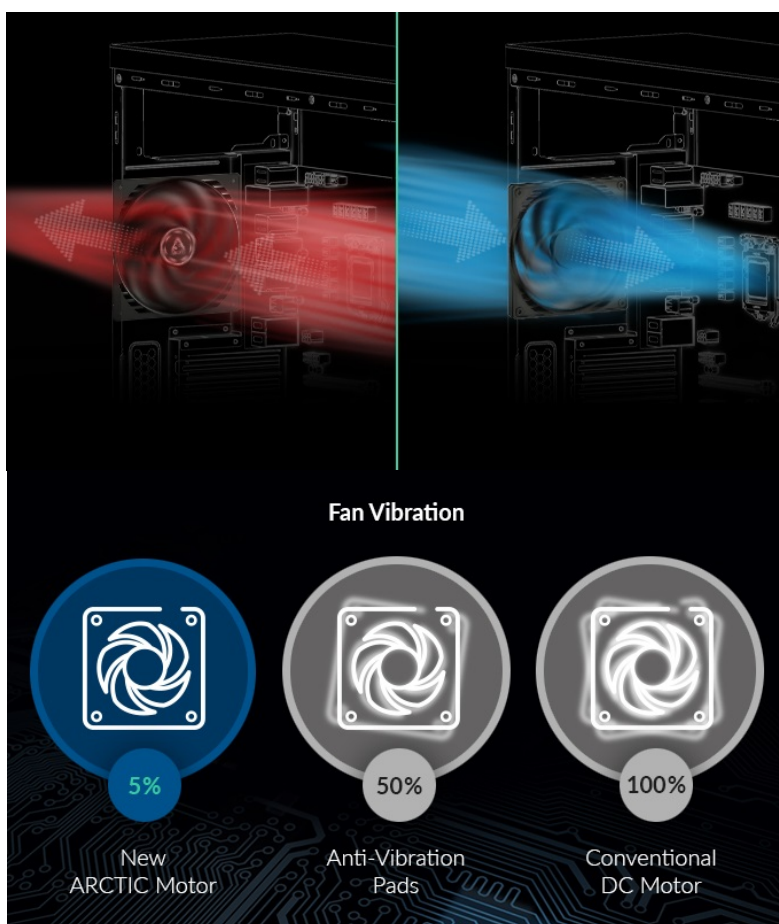 Fan Vibration
5%
50%
100%
New
ARCTIC Motor
Anti-Vibration
Pads
Conventional
DC Motor